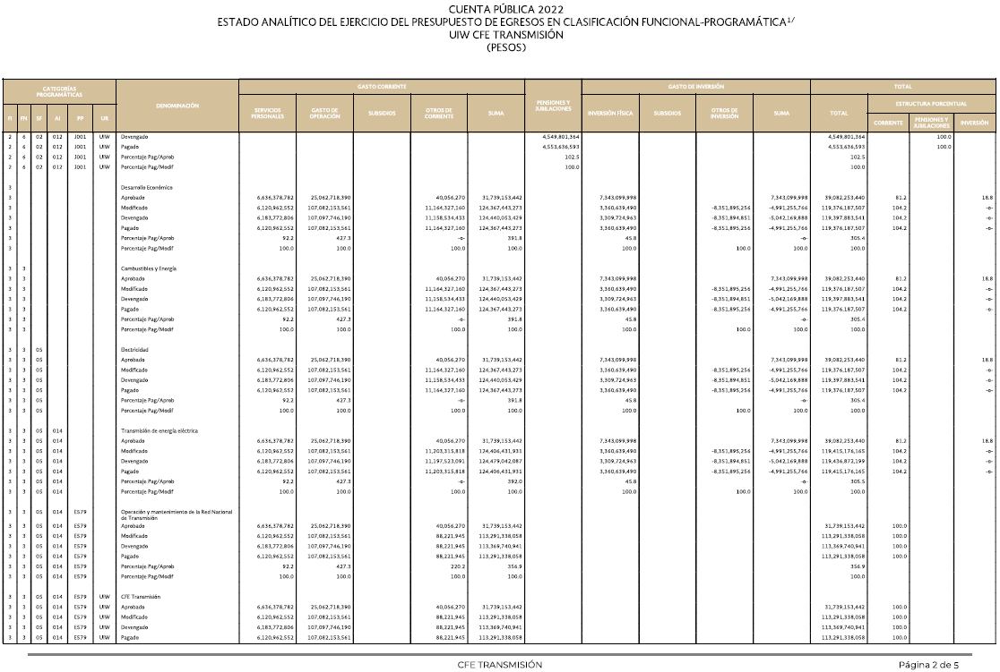 CUENTA PÚBLICA 2022
ESTADO ANALÍTICO DEL EJERCICIO DEL PRESUPUESTO DE EGRESOS EN CLASIFICACIÓN FUNCIONAL-PROGRAMÁTICA1/
UIW CFE TRANSMISIÓN
(PESOS)
CATEGORÍAS PROGRAMÁTICAS DENOMINACIÓN GASTO CORRIENTE PENSIONES Y JUBILACIONES GASTO DE INVERSIÓN TOTAL
FI FN SF AI PP UR SERVICIOS PERSONALES GASTO DE OPERACIÓN SUBSIDIOS OTROS DE CORRIENTE SUMA INVERSIÓN FÍSICA SUBSIDIOS OTROS DE INVERSIÓN SUMA TOTAL ESTRUCTURA PORCENTUAL
CORRIENTE PENSIONES Y JUBILACIONES INVERSIÓN
2 6 02 012 J001 UIW Devengado 4,549,801,364 4,549,801,364 100.0
2 6 02 012 J001 UIW Pagado 4,553,636,593 4,553,636,593 100.0
2 6 02 012 J001 UIW Porcentaje Pag/Aprob 102.5 102.5
2 6 02 012 J001 UIW Porcentaje Pag/Modif 100.0 100.0
3 Desarrollo Económico
3 Aprobado 6,636,378,782 25,062,718,390 40,056,270 31,739,153,442 7,343,099,998 7,343,099,998 39,082,253,440 81.2 18.8
3 Modificado 6,120,962,552 107,082,153,561 11,164,327,160 124,367,443,273 3,360,639,490 -8,351,895,256 -4,991,255,766 119,376,187,507 104.2 -o-
3 Devengado 6,183,772,806 107,097,746,190 11,158,534,433 124,440,053,429 3,309,724,963 -8,351,894,851 -5,042,169,888 119,397,883,541 104.2 -o-
3 Pagado 6,120,962,552 107,082,153,561 11,164,327,160 124,367,443,273 3,360,639,490 -8,351,895,256 -4,991,255,766 119,376,187,507 104.2 -o-
3 Porcentaje Pag/Aprob 92.2 427.3 -o- 391.8 45.8 -o- 305.4
3 Porcentaje Pag/Modif 100.0 100.0 100.0 100.0 100.0 100.0 100.0 100.0
3 3 Combustibles y Energía
3 3 Aprobado 6,636,378,782 25,062,718,390 40,056,270 31,739,153,442 7,343,099,998 7,343,099,998 39,082,253,440 81.2 18.8
3 3 Modificado 6,120,962,552 107,082,153,561 11,164,327,160 124,367,443,273 3,360,639,490 -8,351,895,256 -4,991,255,766 119,376,187,507 104.2 -o-
3 3 Devengado 6,183,772,806 107,097,746,190 11,158,534,433 124,440,053,429 3,309,724,963 -8,351,894,851 -5,042,169,888 119,397,883,541 104.2 -o-
3 3 Pagado 6,120,962,552 107,082,153,561 11,164,327,160 124,367,443,273 3,360,639,490 -8,351,895,256 -4,991,255,766 119,376,187,507 104.2 -o-
3 3 Porcentaje Pag/Aprob 92.2 427.3 -o- 391.8 45.8 -o- 305.4
3 3 Porcentaje Pag/Modif 100.0 100.0 100.0 100.0 100.0 100.0 100.0 100.0
3 3 05 Electricidad
3 3 05 Aprobado 6,636,378,782 25,062,718,390 40,056,270 31,739,153,442 7,343,099,998 7,343,099,998 39,082,253,440 81.2 18.8
3 3 05 Modificado 6,120,962,552 107,082,153,561 11,164,327,160 124,367,443,273 3,360,639,490 -8,351,895,256 -4,991,255,766 119,376,187,507 104.2 -o-
3 3 05 Devengado 6,183,772,806 107,097,746,190 11,158,534,433 124,440,053,429 3,309,724,963 -8,351,894,851 -5,042,169,888 119,397,883,541 104.2 -o-
3 3 05 Pagado 6,120,962,552 107,082,153,561 11,164,327,160 124,367,443,273 3,360,639,490 -8,351,895,256 -4,991,255,766 119,376,187,507 104.2 -o-
3 3 05 Porcentaje Pag/Aprob 92.2 427.3 -o- 391.8 45.8 -o- 305.4
3 3 05 Porcentaje Pag/Modif 100.0 100.0 100.0 100.0 100.0 100.0 100.0 100.0
3 3 05 014 Transmisión de energía eléctrica
3 3 05 014 Aprobado 6,636,378,782 25,062,718,390 40,056,270 31,739,153,442 7,343,099,998 7,343,099,998 39,082,253,440 81.2 18.8
3 3 05 014 Modificado 6,120,962,552 107,082,153,561 11,203,315,818 124,406,431,931 3,360,639,490 -8,351,895,256 -4,991,255,766 119,415,176,165 104.2 -o-
3 3 05 014 Devengado 6,183,772,806 107,097,746,190 11,197,523,091 124,479,042,087 3,309,724,963 -8,351,894,851 -5,042,169,888 119,436,872,199 104.2 -o-
3 3 05 014 Pagado 6,120,962,552 107,082,153,561 11,203,315,818 124,406,431,931 3,360,639,490 -8,351,895,256 -4,991,255,766 119,415,176,165 104.2 -o-
3 3 05 014 Porcentaje Pag/Aprob 92.2 427.3 -o- 392.0 45.8 -o- 305.5
3 3 05 014 Porcentaje Pag/Modif 100.0 100.0 100.0 100.0 100.0 100.0 100.0 100.0
3 3 05 014 E579 Operación y mantenimiento de la Red Nacional
de Transmisión
3 3 05 014 E579 Aprobado 6,636,378,782 25,062,718,390 40,056,270 31,739,153,442 31,739,153,442 100.0
3 3 05 014 E579 Modificado 6,120,962,552 107,082,153,561 88,221,945 113,291,338,058 113,291,338,058 100.0
3 3 05 014 E579 Devengado 6,183,772,806 107,097,746,190 88,221,945 113,369,740,941 113,369,740,941 100.0
3 3 05 014 E579 Pagado 6,120,962,552 107,082,153,561 88,221,945 113,291,338,058 113,291,338,058 100.0
3 3 05 014 E579 Porcentaje Pag/Aprob 92.2 427.3 220.2 356.9 356.9
3 3 05 014 E579 Porcentaje Pag/Modif 100.0 100.0 100.0 100.0 100.0
3 3 05 014 E579 UIW CFE Transmisión
3 3 05 014 E579 UIW Aprobado 6,636,378,782 25,062,718,390 40,056,270 31,739,153,442 31,739,153,442 100.0
3 3 05 014 E579 UIW Modificado 6,120,962,552 107,082,153,561 88,221,945 113,291,338,058 113,291,338,058 100.0
3 3 05 014 E579 UIW Devengado 6,183,772,806 107,097,746,190 88,221,945 113,369,740,941 113,369,740,941 100.0
3 3 05 014 E579 UIW Pagado 6,120,962,552 107,082,153,561 88,221,945 113,291,338,058 113,291,338,058 100.0
CFE TRANSMISIÓN Página 2 de 5